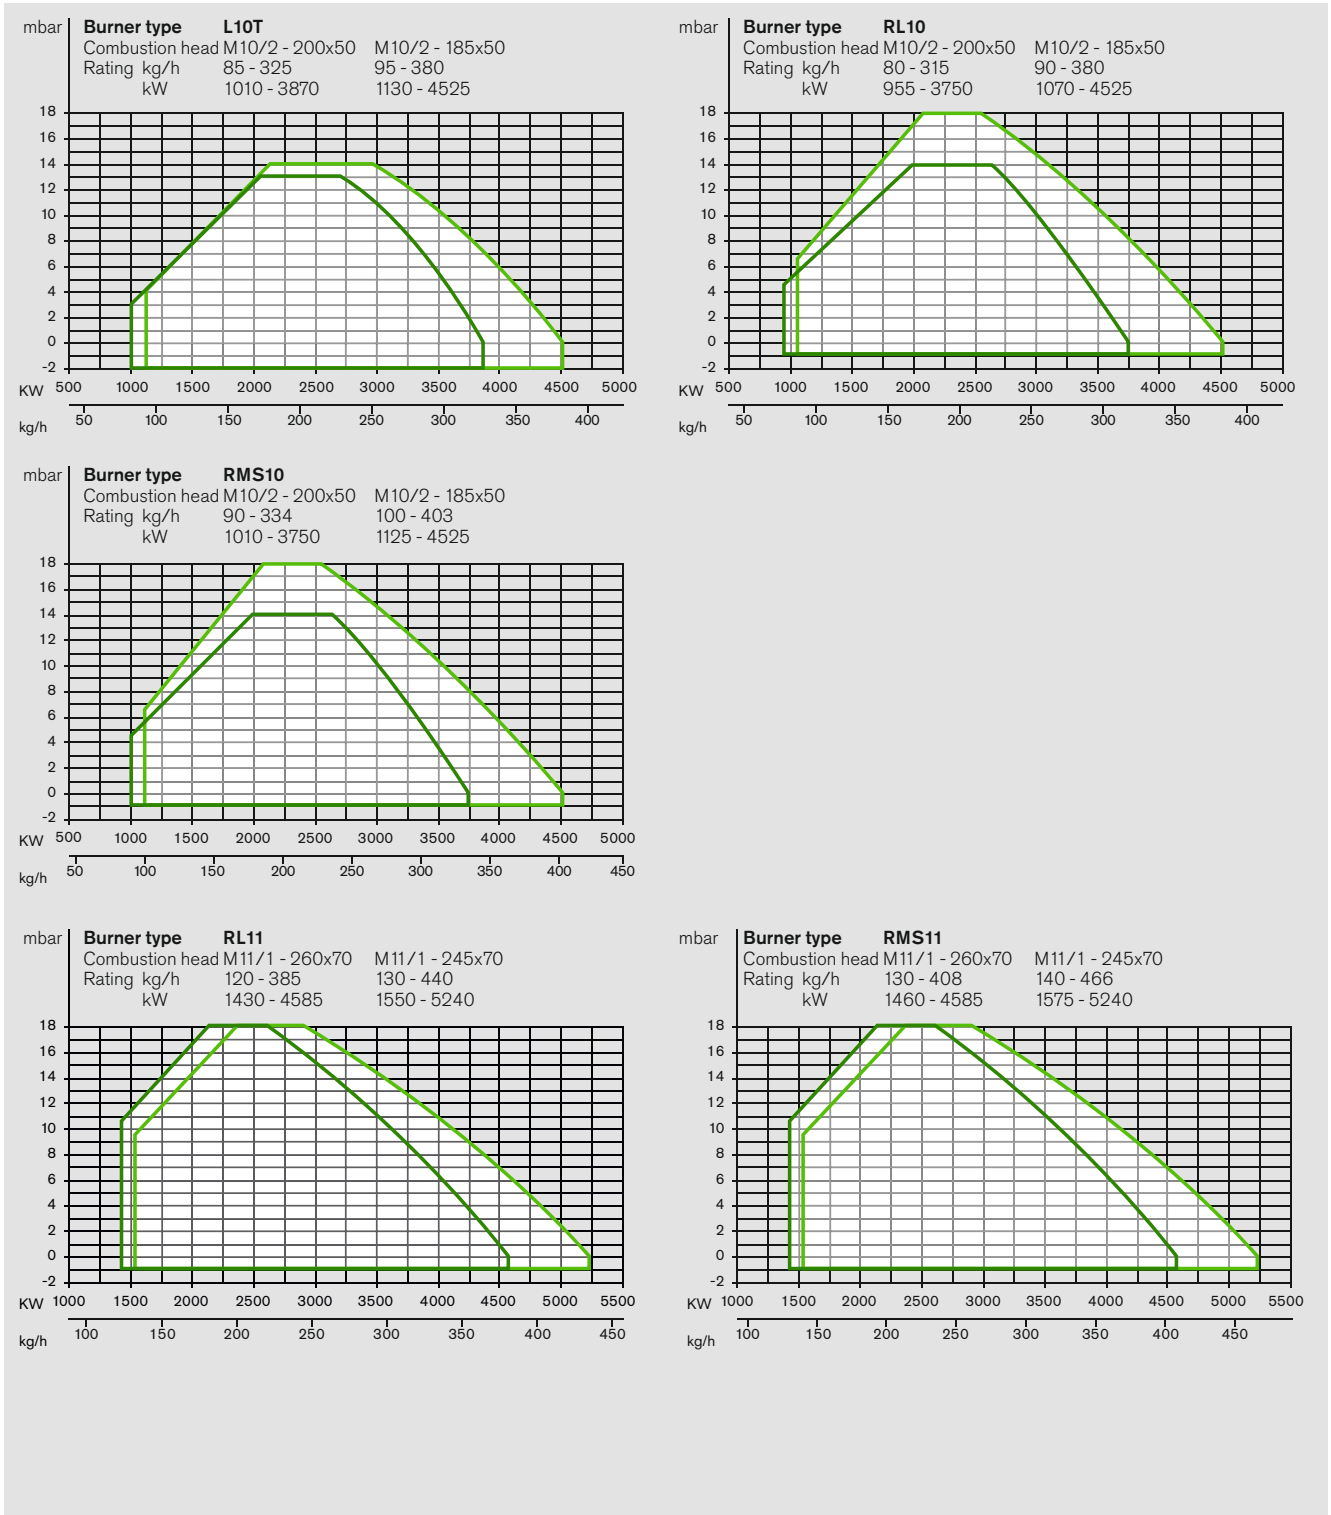 mbar Burner type L10T
Combustion head M10/2 - 200x50 M10/2 - 185x50
Rating kg/h 85 - 325 95 - 380
kW 1010 - 3870 1130 - 4525
18
16
14
12
10
8
6
4
2
0
-2
KW 500 1000 1500 2000 2500 3000 3500 4000 4500 5000
kg/h 50 100 150 200 250 300 350 400
mbar Burner type RL10
Combustion head M10/2 - 200x50 M10/2 - 185x50
Rating kg/h 80 - 315 90 - 380
kW 955 - 3750 1070 - 4525
18
16
14
12
10
8
6
4
2
0
-2
KW 500 1000 1500 2000 2500 3000 3500 4000 4500 5000
kg/h 50 100 150 200 250 300 350 400
mbar Burner type RMS10
Combustion head M10/2 - 200x50 M10/2 - 185x50
Rating kg/h 90 - 334 100 - 403
kW 1010 - 3750 1125 - 4525
18
16
14
12
10
8
6
4
2
0
-2
KW 500 1000 1500 2000 2500 3000 3500 4000 4500 5000
kg/h 50 100 150 200 250 300 350 400 450
mbar Burner type RL11
Combustion head M11/1 - 260x70 M11/1 - 245x70
Rating kg/h 120 - 385 130 - 440
kW 1430 - 4585 1550 - 5240
18
16
14
12
10
8
6
4
2
0
-2
KW 1000 1500 2000 2500 3000 3500 4000 4500 5000 5500
kg/h 100 150 200 250 300 350 400 450
mbar Burner type RMS11
Combustion head M11/1 - 260x70 M11/1 - 245x70
Rating kg/h 130 - 408 140 - 466
kW 1460 - 4585 1575 - 5240
18
16
14
12
10
8
6
4
2
0
-2
KW 1000 1500 2000 2500 3000 3500 4000 4500 5000 5500
kg/h 100 150 200 250 300 350 400 450